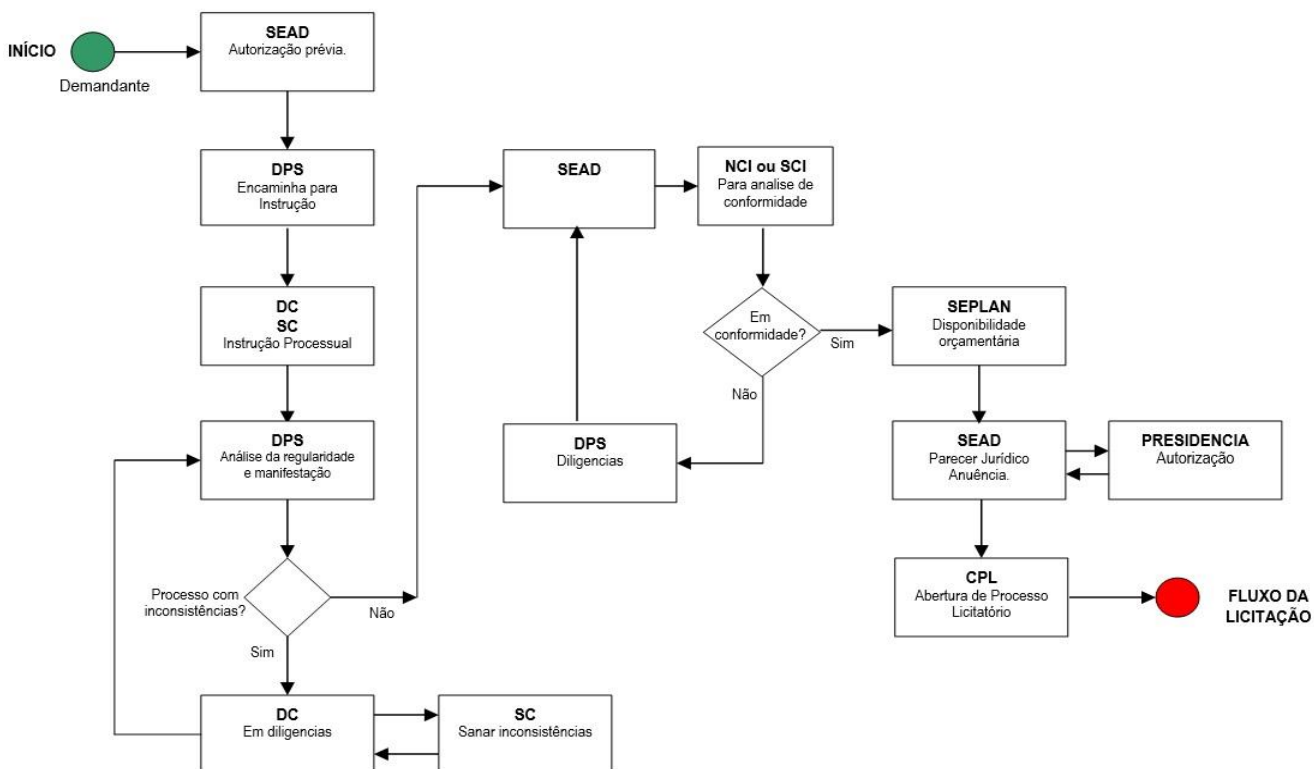 INÍCIO
Demandante
SEAD
Autorização prévia.
DPS
Encaminha para
Instrução
DC
SC
Instrução Processual
DPS
Análise da regularidade
e manifestação
Processo com
inconsistências?
Não
Sim
DC
Em diligencias
SC
Sanar inconsistências
SEAD
NCI ou SCI
Para analise de
conformidade
Em
conformidade?
Sim
Não
DPS
Diligencias
SEPLAN
Disponibilidade
orçamentária
SEAD
Parecer Jurídico
Anuência.
PRESIDENCIA
Autorização
CPL
Abertura de Processo
Licitatório
FLUXO DA
LICITAÇÃO